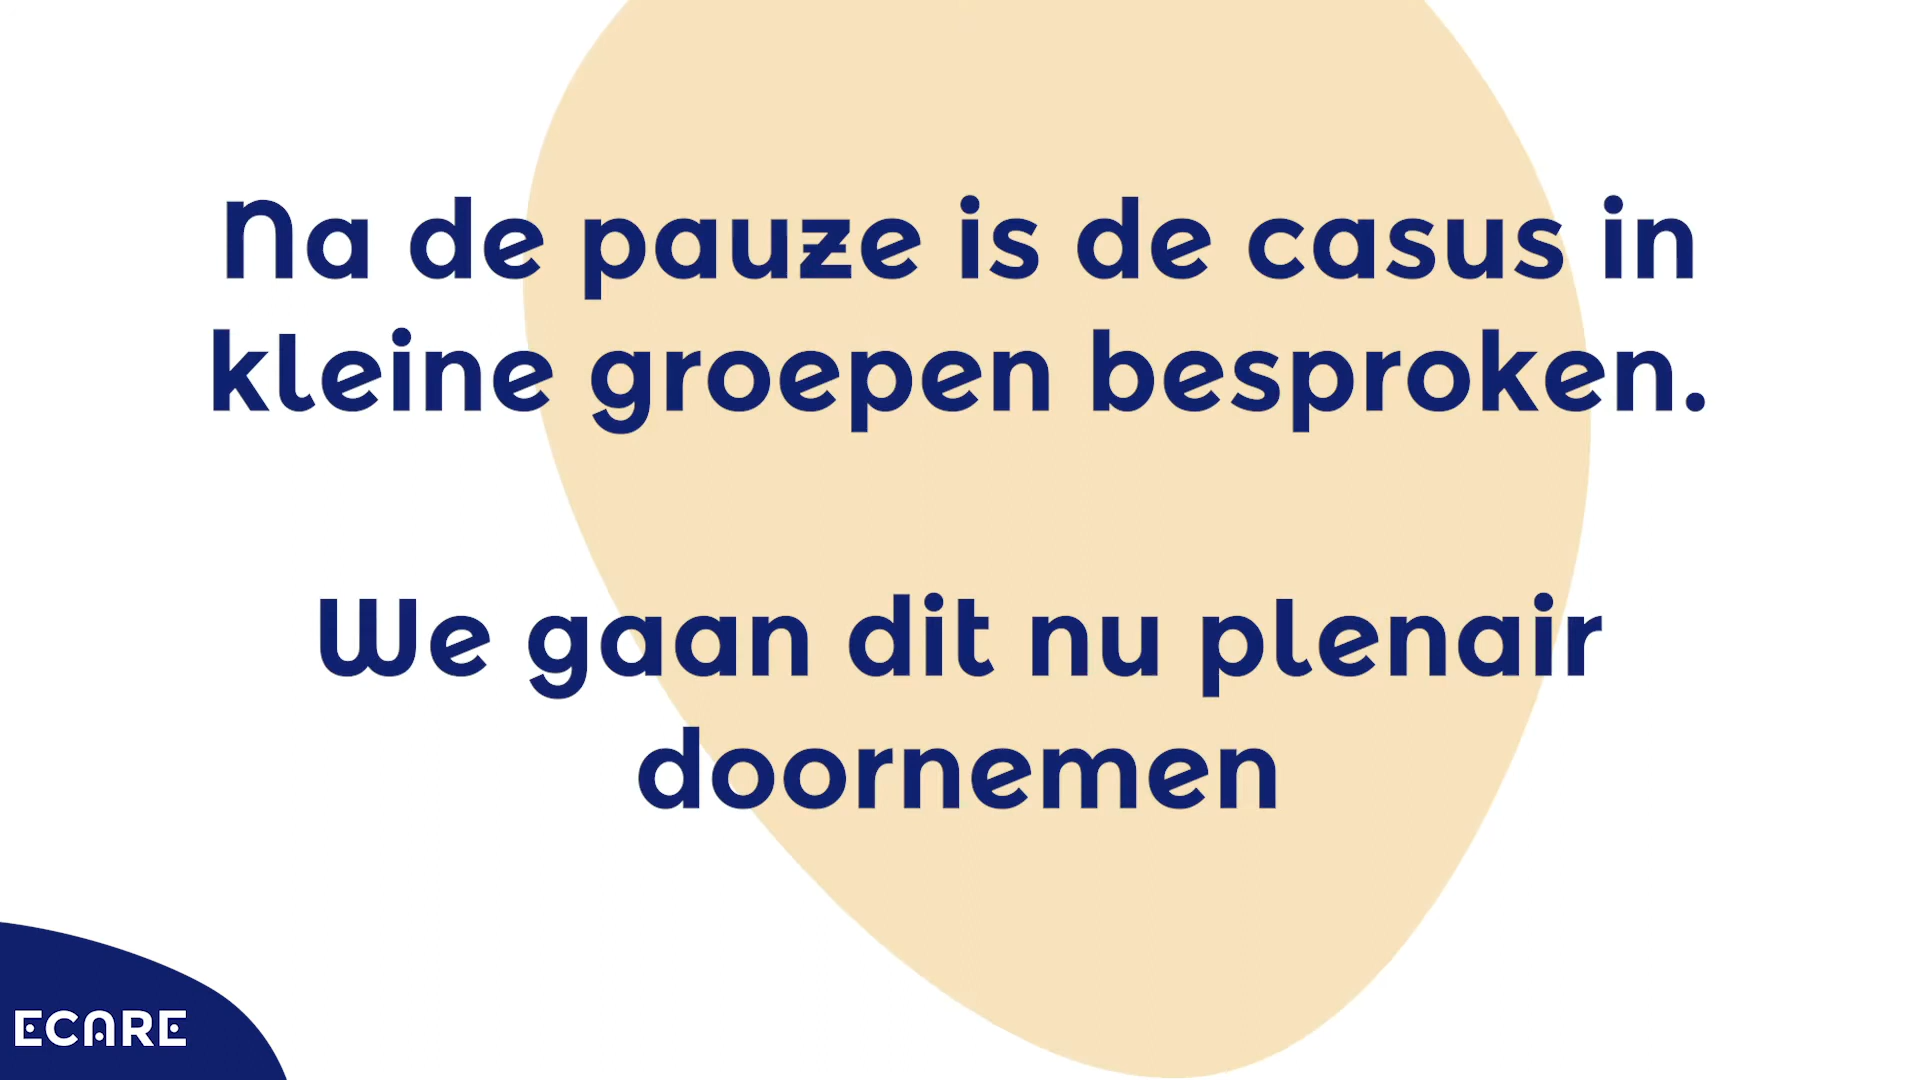 Na de pauze is de casus in
kleine groepen besproken.
We gaan dit nu plenair
doornemen
ECARE